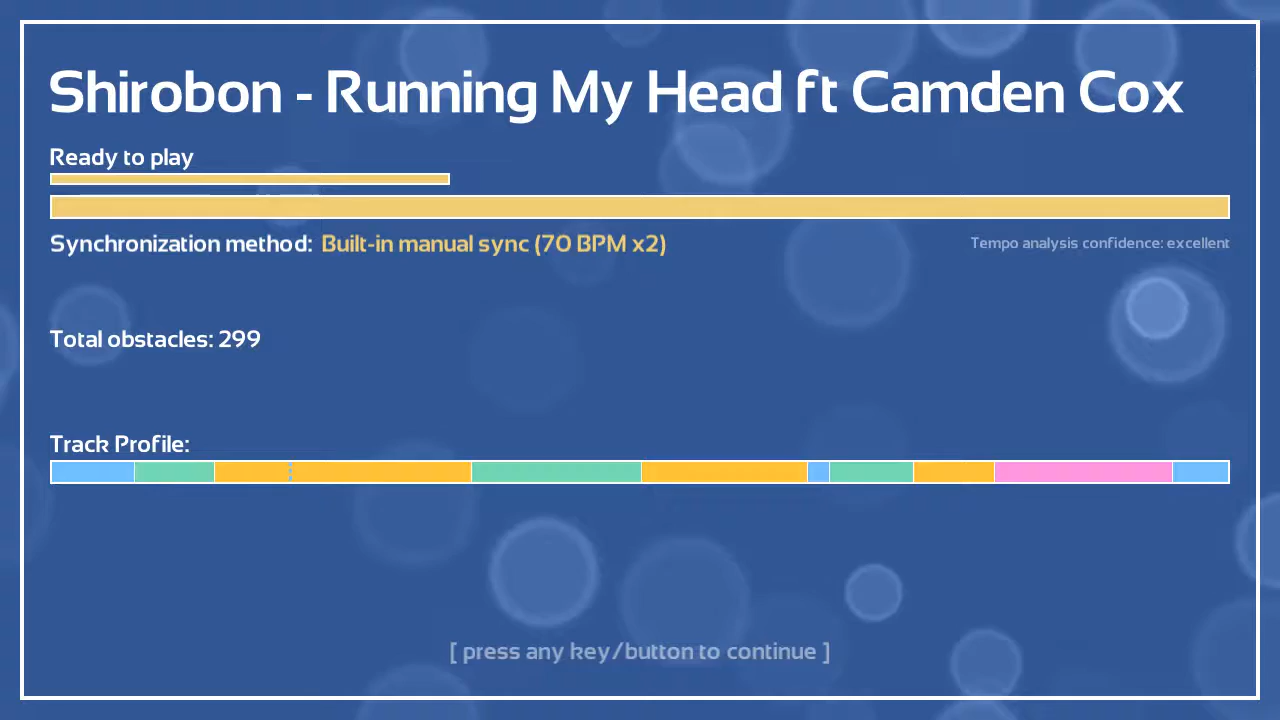 Shirobon - Running My Head ft Camden Cox
Ready to play
Synchronization method: Built-in manual sync (70 BPM x2)
Tempo analysis confidence: excellent
Total obstacles: 299
Track Profile:
[ press any key/button to continue ]